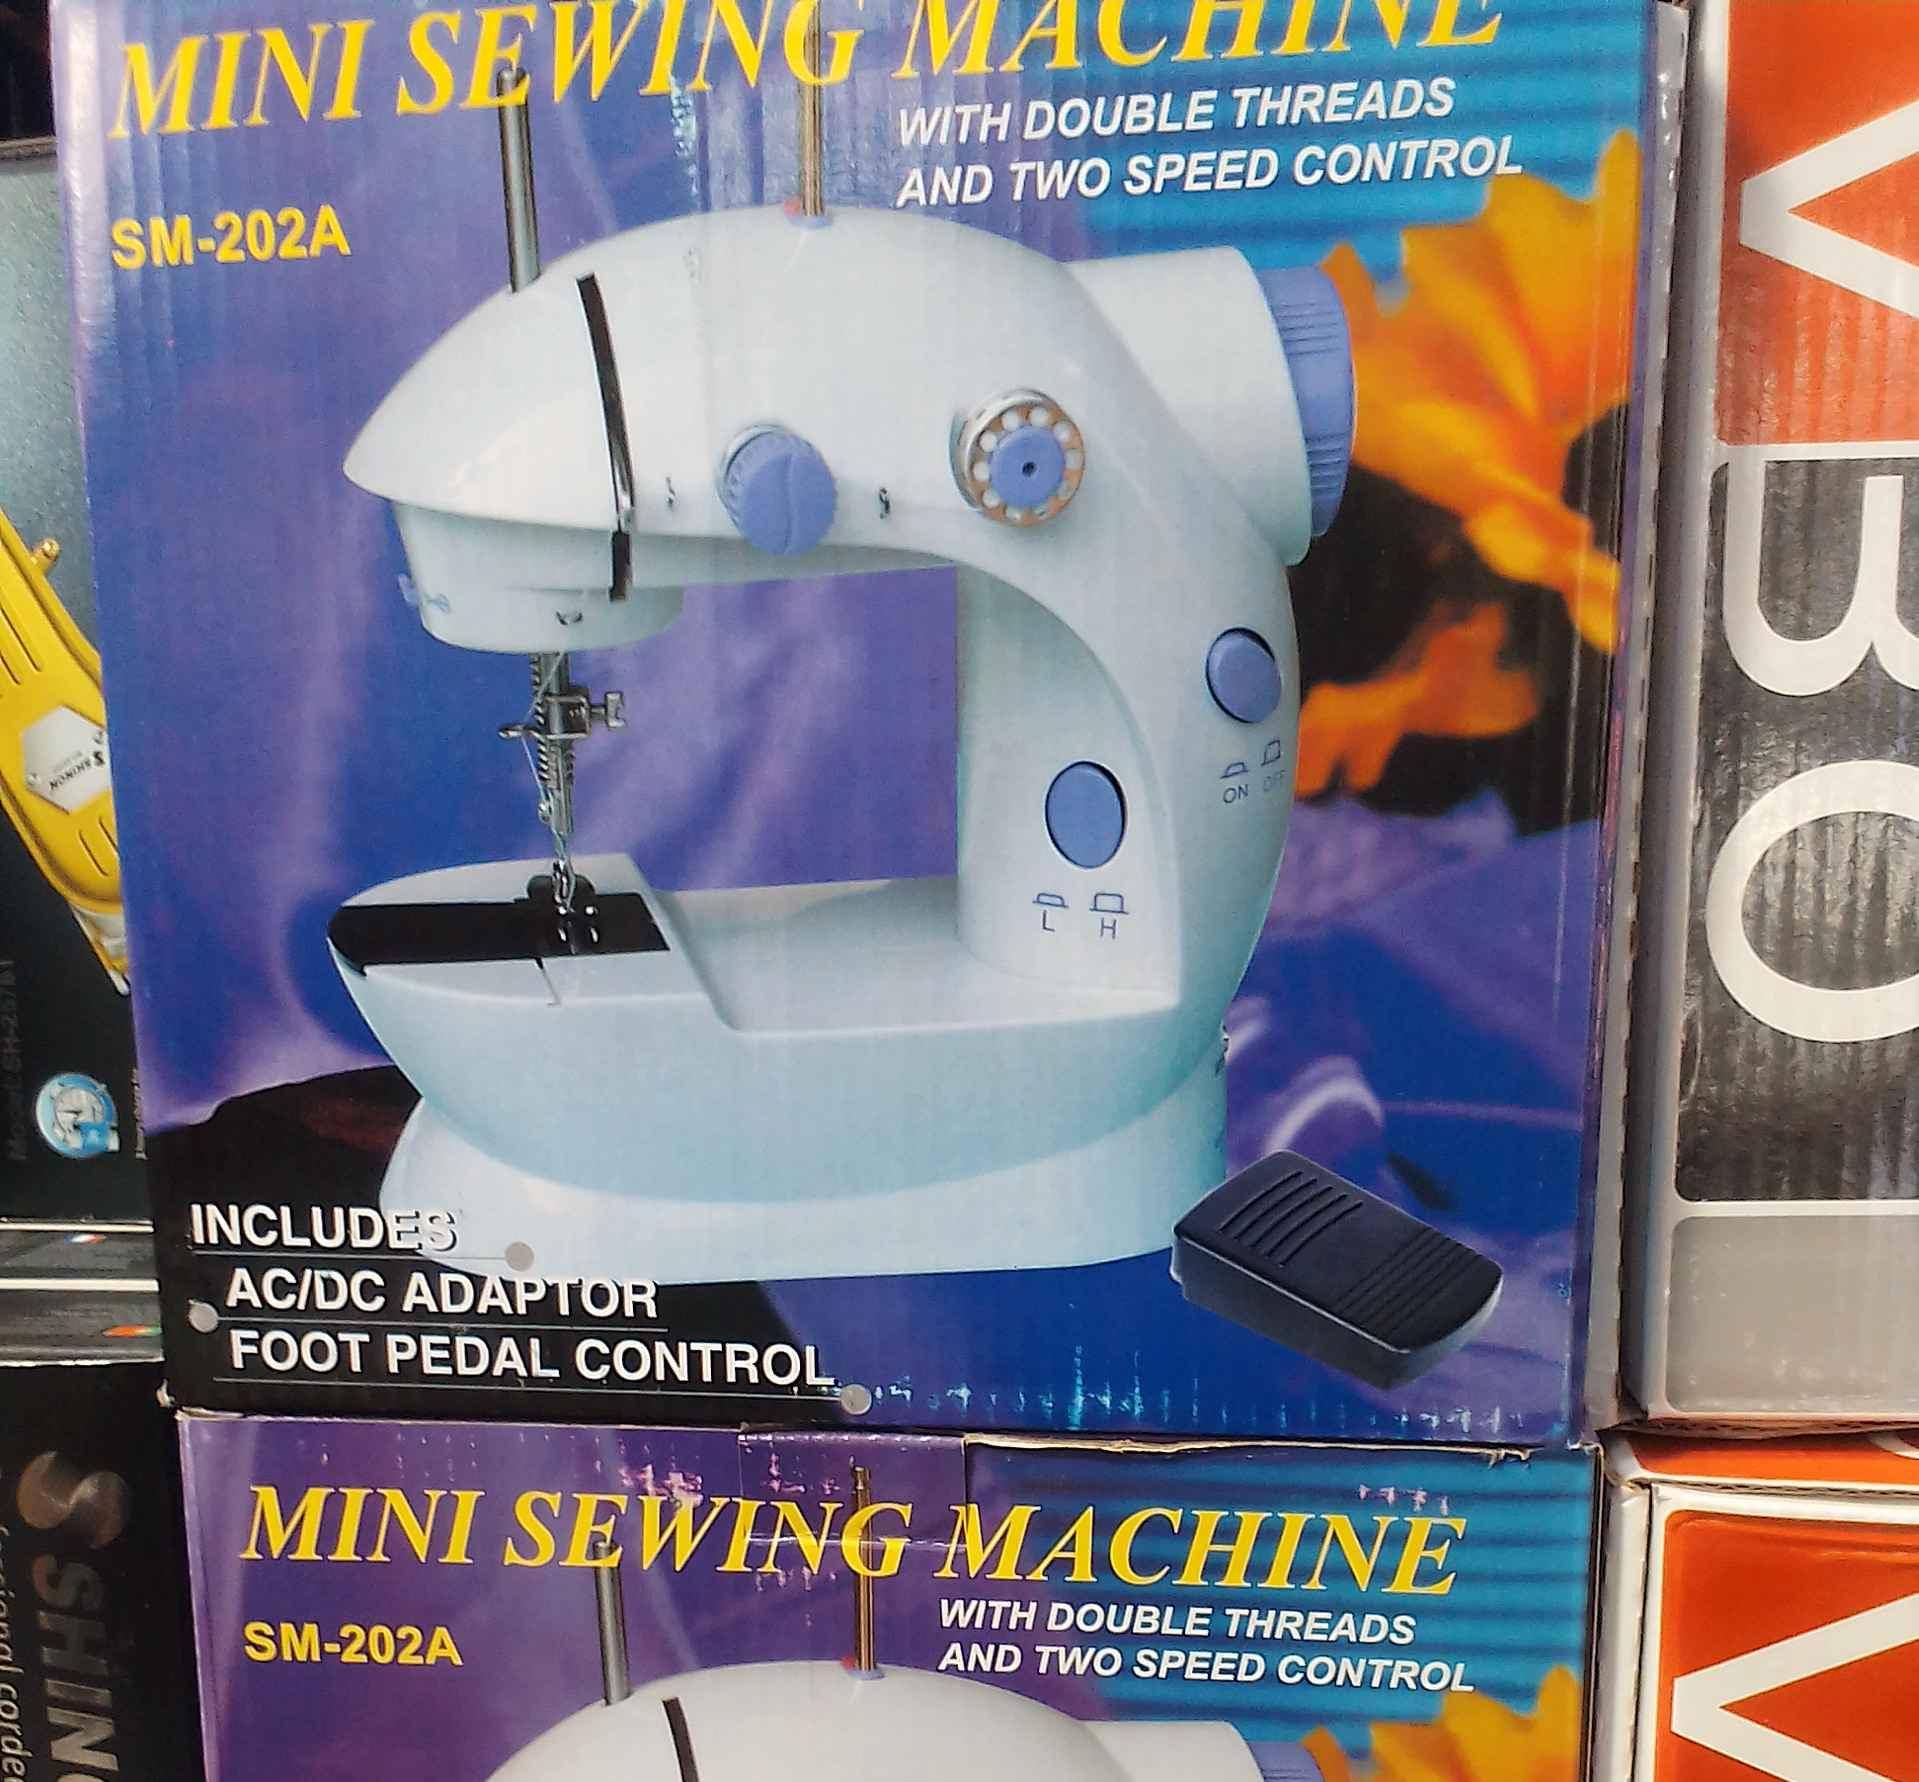 MINI SEWING MACHINE
WITH DOUBLE THREADS
AND TWO SPEED CONTROL
SM-202A
ON OFF
L H
INCLUDES
AC/DC ADAPTOR
FOOT PEDAL CONTROL
MINI SEWING MACHINE
SM-202A
WITH DOUBLE THREADS
AND TWO SPEED CONTROL
SHINON